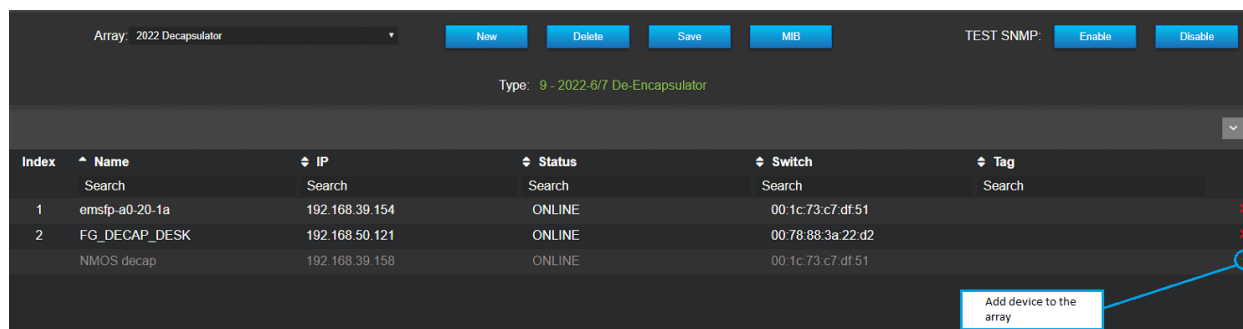 Array: 2022 Decapsulator New Delete Save MIB TEST SNMP: Enable Disable
Type: 9 - 2022-6/7 De-Encapsulator
Index Name IP Status Switch Tag
Search Search Search Search Search
1 emsfp-a0-20-1a 192.168.39.154 ONLINE 00:1c:73:c7:df:51
2 FG_DECAP_DESK 192.168.50.121 ONLINE 00:78:88:3a:22:d2
NMOS decap 192.168.39.158 ONLINE 00:1c:73:c7:df:51
Add device to the
array